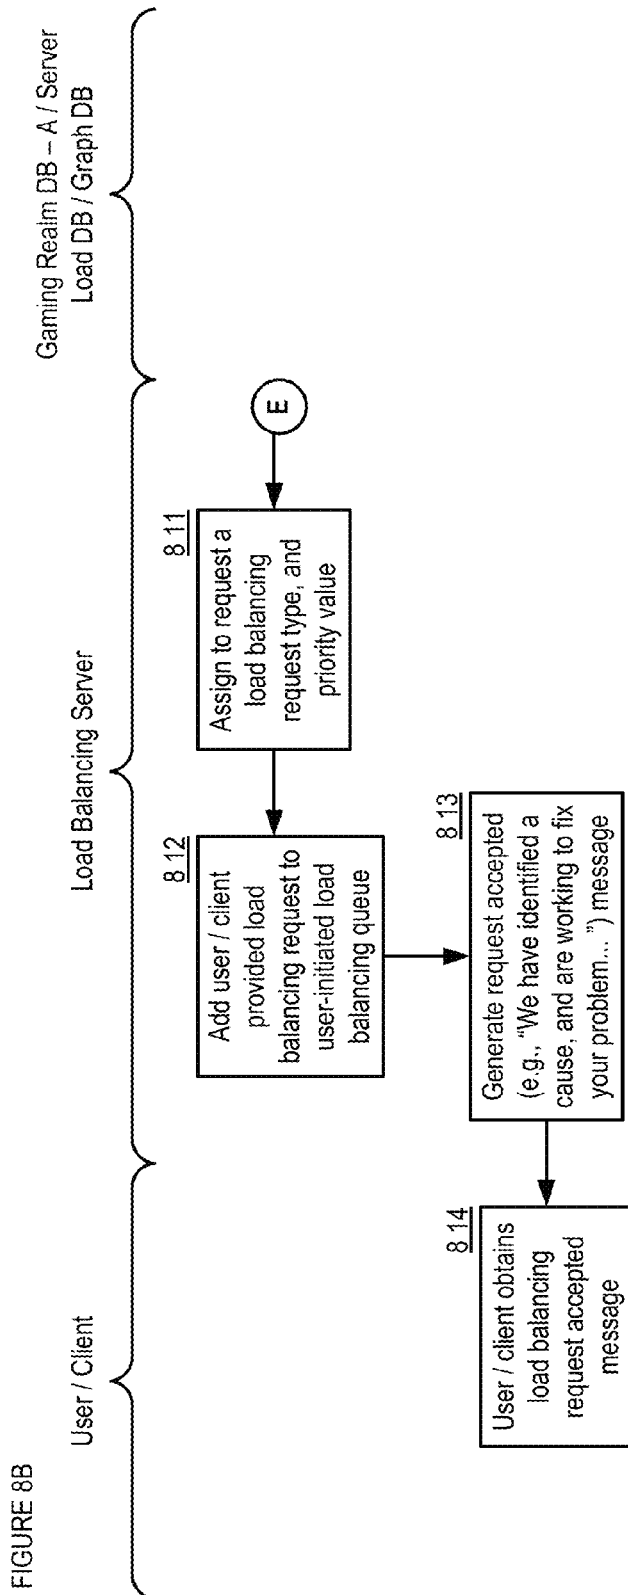 FIGURE 8B
User / Client
Load Balancing Server
Gaming Realm DB – A / Server
Load DB / Graph DB
E
8 11
Assign to request a
load balancing
request type, and
priority value
8 12
Add user / client
provided load
balancing request to
user-initiated load
balancing queue
8 13
Generate request accepted
(e.g., “We have identified a
cause, and are working to fix
your problem... ”) message
8 14
User / client obtains
load balancing
request accepted
message